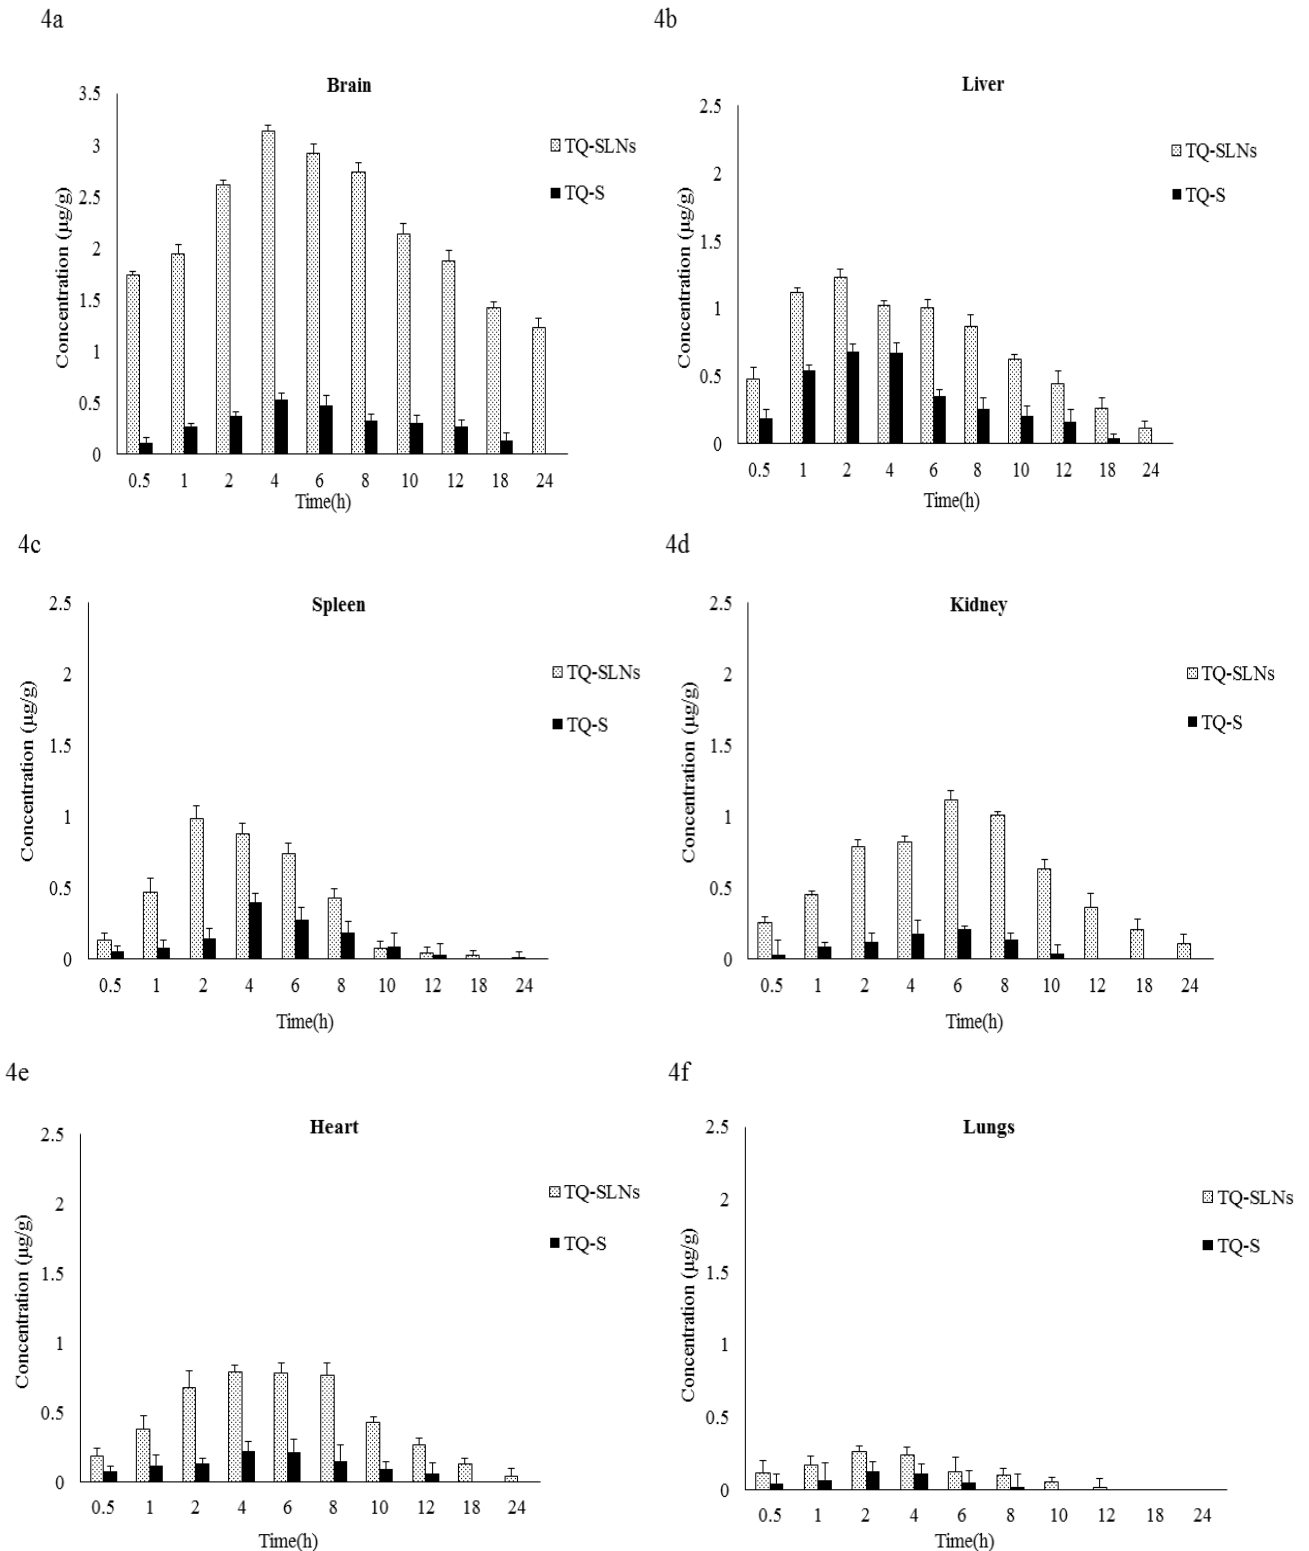 4a
Brain
3.5
3
2.5
2
1.5
1
0.5
0
Concentration (µg/g)
TQ-SLNs
TQ-S
0.5 1 2 4 6 8 10 12 18 24
Time(h)
4b
Liver
2.5
2
1.5
1
0.5
0
Concentration (µg/g)
TQ-SLNs
TQ-S
0.5 1 2 4 6 8 10 12 18 24
Time(h)
4c
Spleen
2.5
2
1.5
1
0.5
0
Concentration (µg/g)
TQ-SLNs
TQ-S
0.5 1 2 4 6 8 10 12 18 24
Time(h)
4d
Kidney
2.5
2
1.5
1
0.5
0
Concentration (µg/g)
TQ-SLNs
TQ-S
0.5 1 2 4 6 8 10 12 18 24
Time(h)
4e
Heart
2.5
2
1.5
1
0.5
0
Concentration (µg/g)
TQ-SLNs
TQ-S
0.5 1 2 4 6 8 10 12 18 24
Time(h)
4f
Lungs
2.5
2
1.5
1
0.5
0
Concentration (µg/g)
TQ-SLNs
TQ-S
0.5 1 2 4 6 8 10 12 18 24
Time(h)